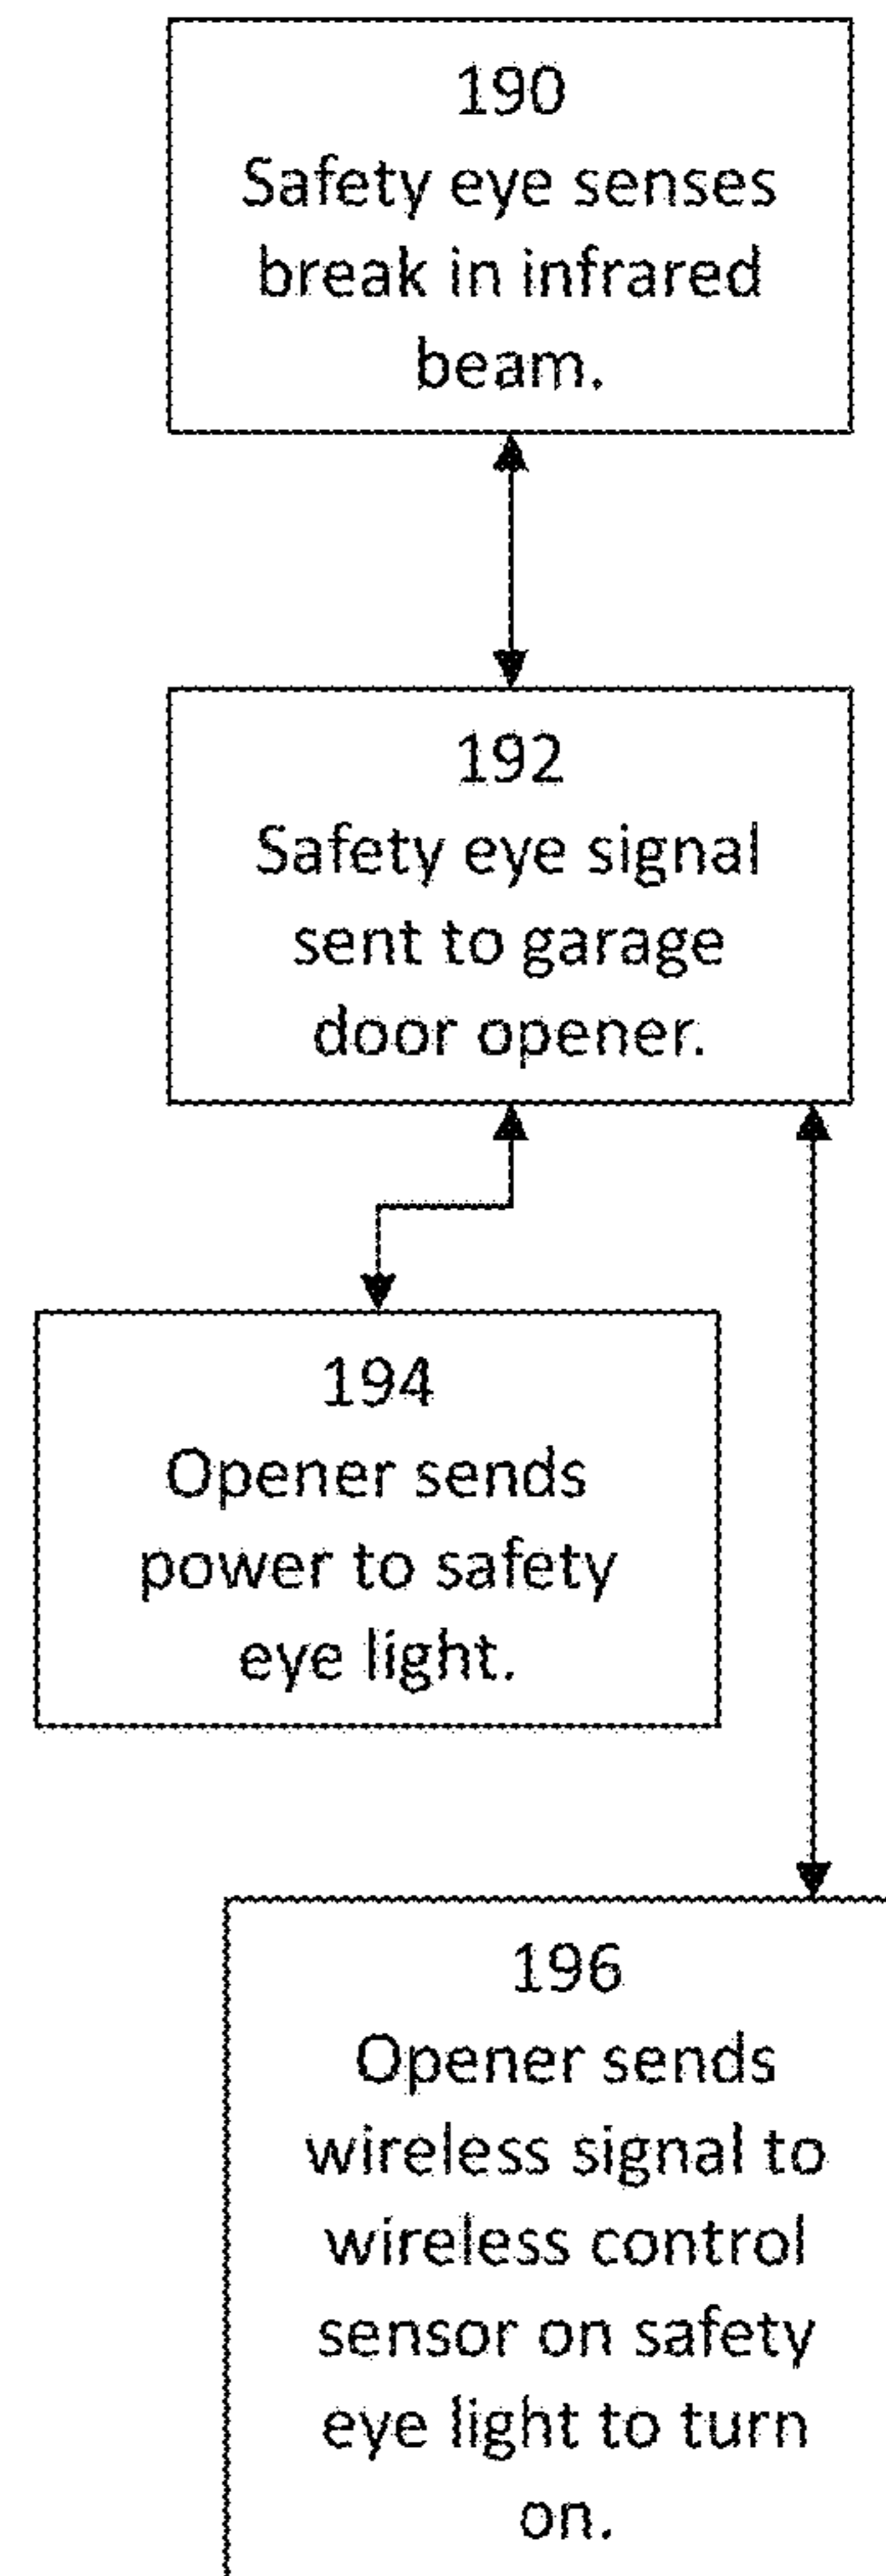 190
Safety eye senses
break in infrared
beam.
192
Safety eye signal
sent to garage
door opener.
194
Opener sends
power to safety
eye light.
196
Opener sends
wireless signal to
wireless control
sensor on safety
eye light to turn
on.